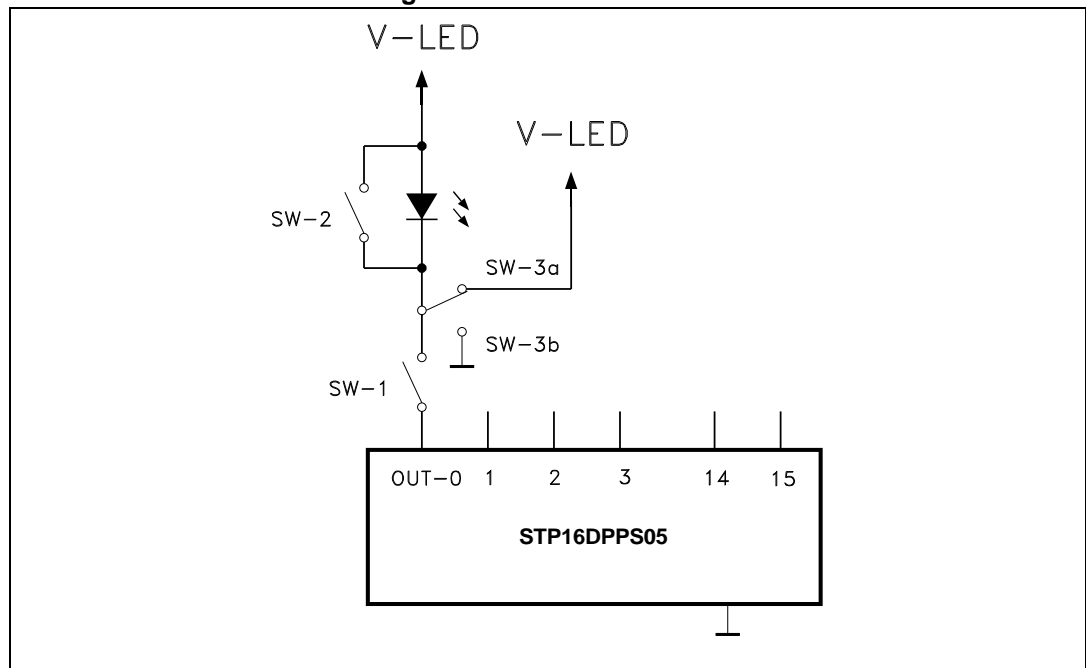 V-LED
V-LED
SW-2
SW-3a
SW-3b
SW-1
OUT-0 1 2 3 14 15
STP16DPPS05